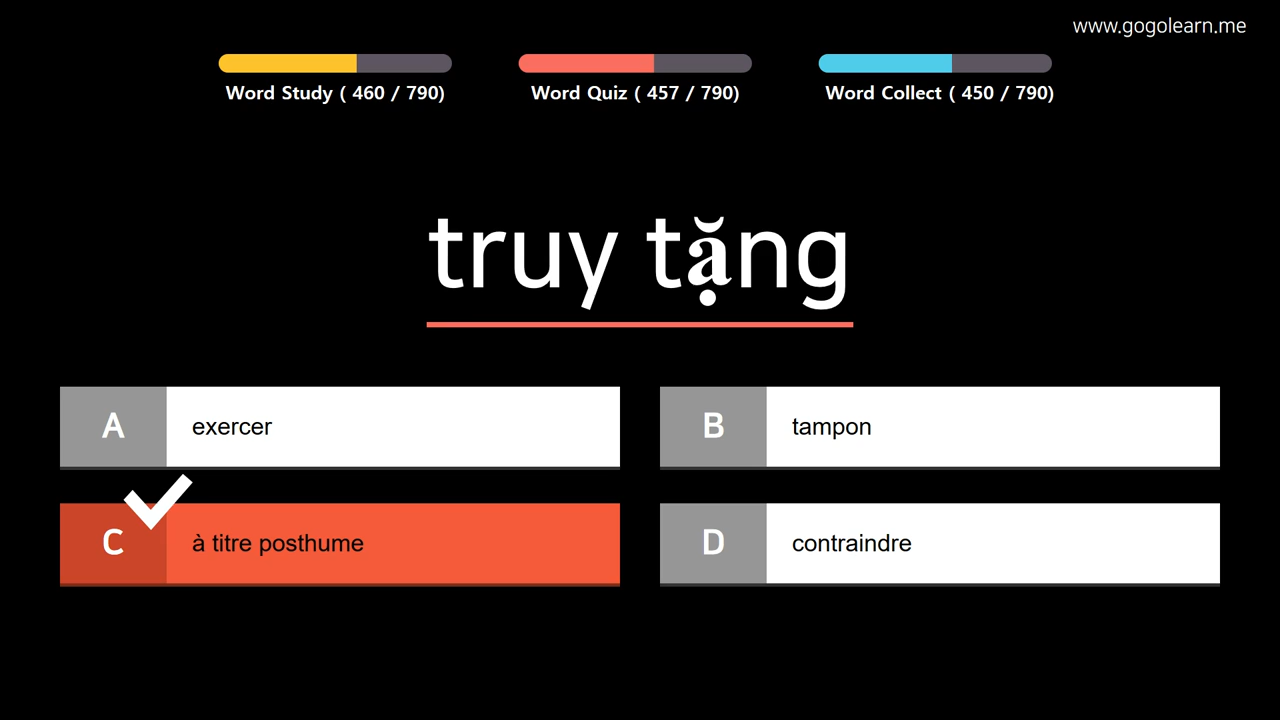 www.gogolearn.me
Word Study ( 460 / 790)
Word Quiz ( 457 / 790)
Word Collect ( 450 / 790)
truy tặng
A
exercer
B
tampon
C
à titre posthume
D
contraindre